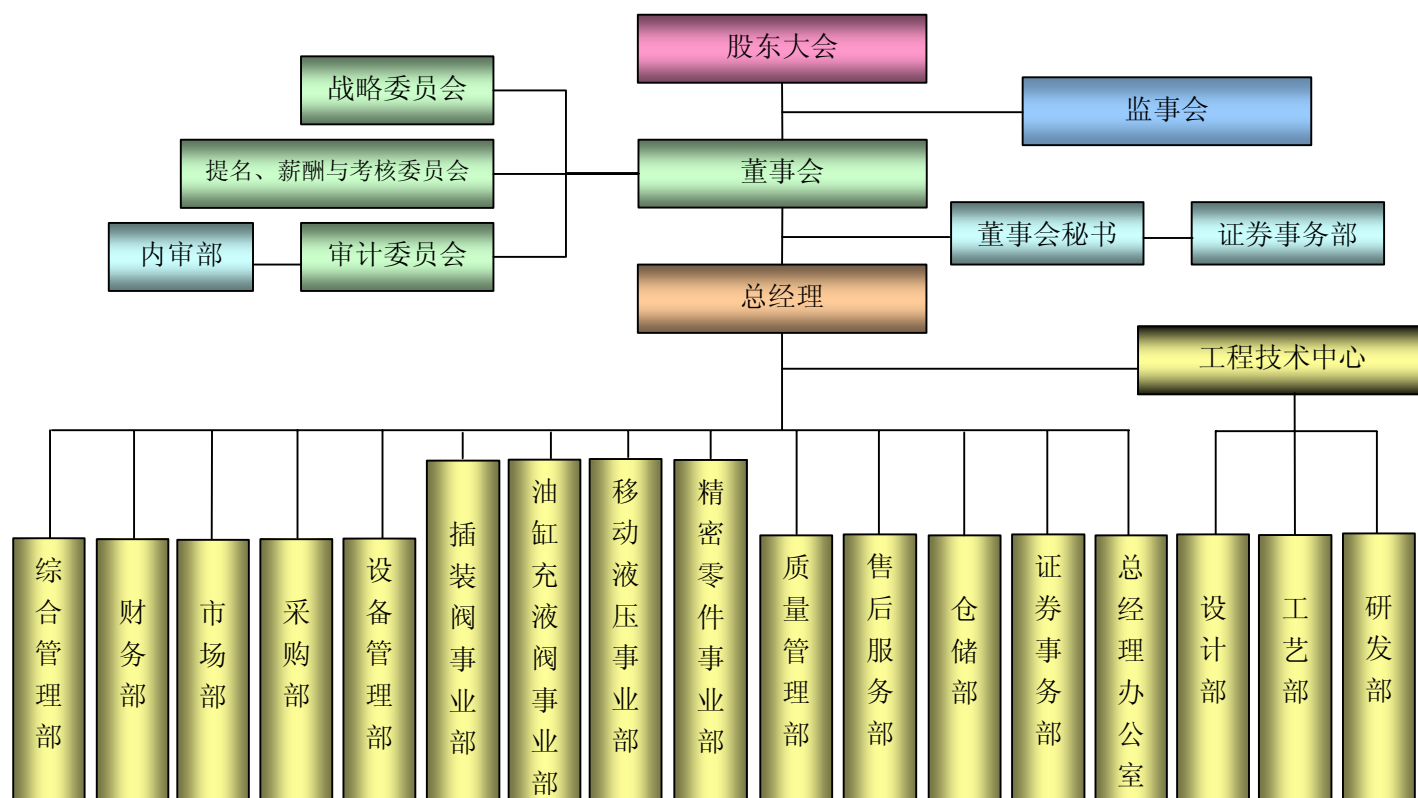 股东大会
战略委员会
监事会
提名、薪酬与考核委员会
董事会
内审部
审计委员会
董事会秘书
证券事务部
总经理
工程技术中心
综合管理部
财务部
市场部
采购部
设备管理部
插装阀事业部
油缸充液阀事业部
移动液压事业部
精密零件事业部
质量管理部
售后服务部
仓储部
证券事务部
总经理办公室
设计部
工艺部
研发部